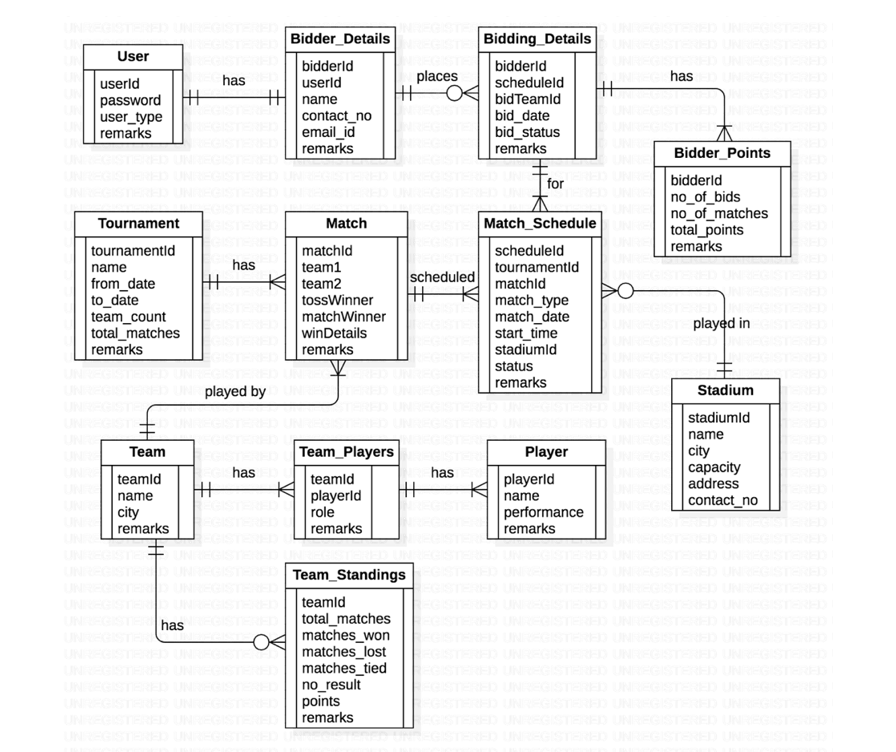 User
userId
password
user_type
remarks
has
Bidder_Details
bidderId
userId
name
contact_no
email_id
remarks
places
Bidding_Details
bidderId
scheduleId
bidTeamId
bid_date
bid_status
remarks
has
Bidder_Points
bidderId
no_of_bids
no_of_matches
total_points
remarks
for
Tournament
tournamentId
name
from_date
to_date
team_count
total_matches
remarks
has
Match
matchId
team1
team2
tossWinner
matchWinner
winDetails
remarks
scheduled
Match_Schedule
scheduleId
tournamentId
matchId
match_type
match_date
start_time
stadiumId
status
remarks
played in
Stadium
stadiumId
name
city
capacity
address
contact_no
played by
Team
teamId
name
city
remarks
has
Team_Players
teamId
playerId
role
remarks
has
Player
playerId
name
performance
remarks
has
Team_Standings
teamId
total_matches
matches_won
matches_lost
matches_tied
no_result
points
remarks